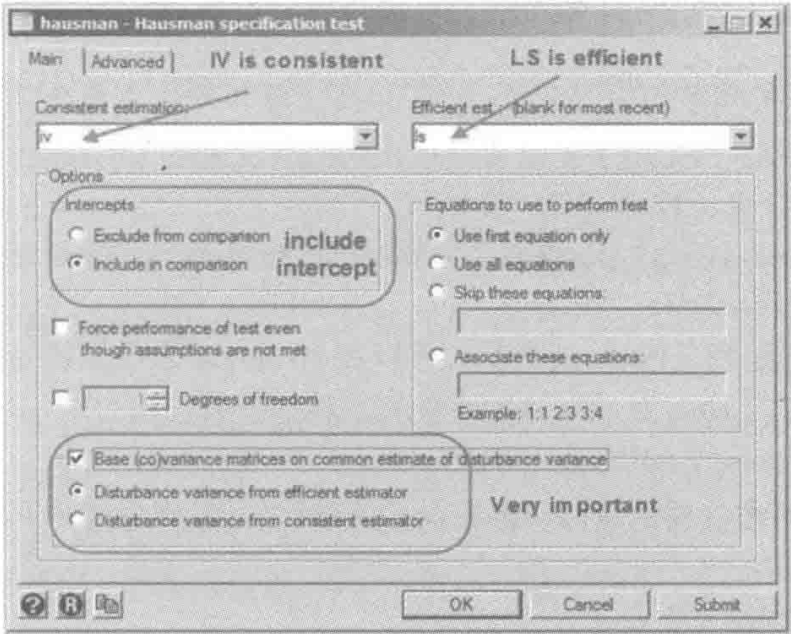 hausman - Hausman specification test
Main Advanced IV is consistent LS is efficient
Consistent estimation:
iv
Efficient est.: (blank for most recent)
ls
Options
Intercepts
Exclude from comparison
Include in comparison
include
intercept
Force performance of test even
though assumptions are not met
1 Degrees of freedom
Equations to use to perform test
Use first equation only
Use all equations
Skip these equations:
Associate these equations:
Example: 1:1 2:3 3:4
Base (co)variance matrices on common estimate of disturbance variance
Disturbance variance from efficient estimator
Disturbance variance from consistent estimator
Very important
OK Cancel Submit